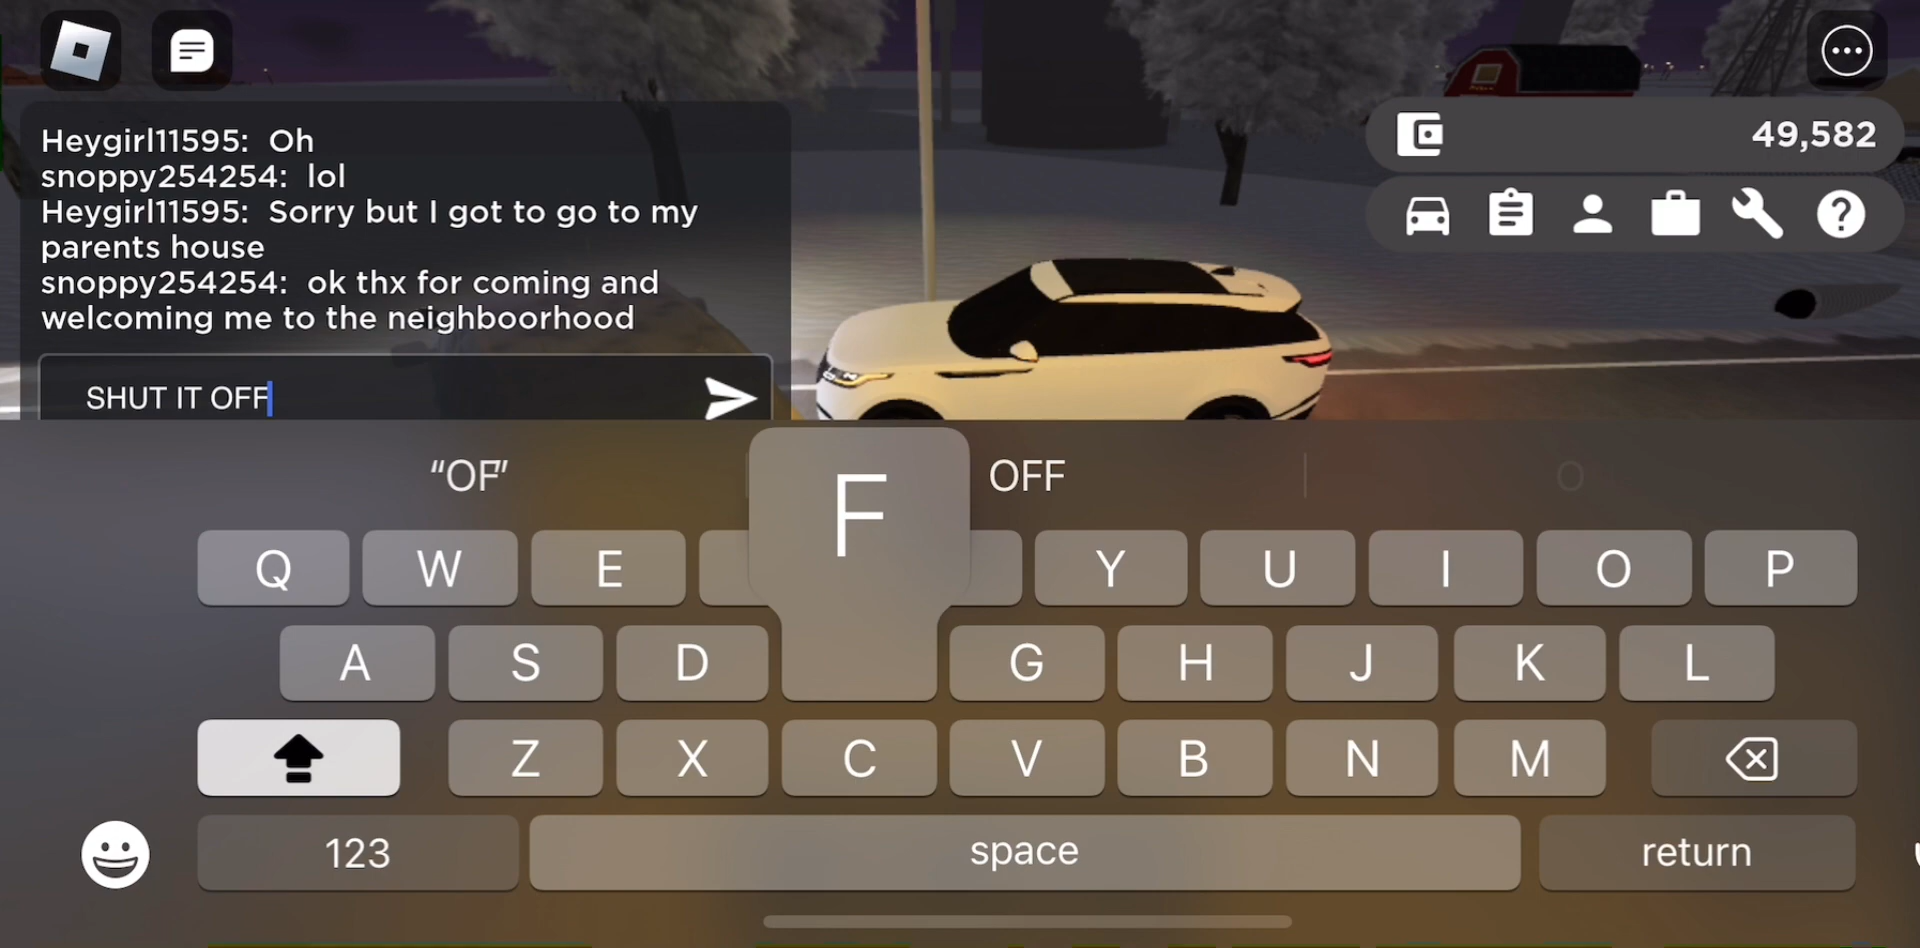 Heygirl11595: Oh
snoppy254254: lol
Heygirl11595: Sorry but I got to go to my
parents house
snoppy254254: ok thx for coming and
welcoming me to the neighboorhood
SHUT IT OFF
49,582
“OF” OFF O
F
Q W E Y U I O P
A S D G H J K L
Z X C V B N M
123 space return